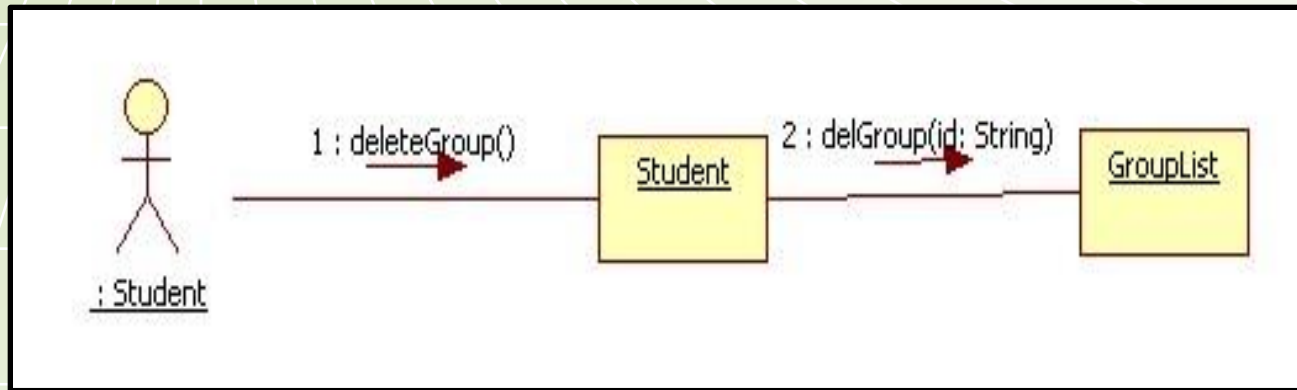 1 : deleteGroup()
2 : delGroup(id: String)
Student
GroupList
: Student